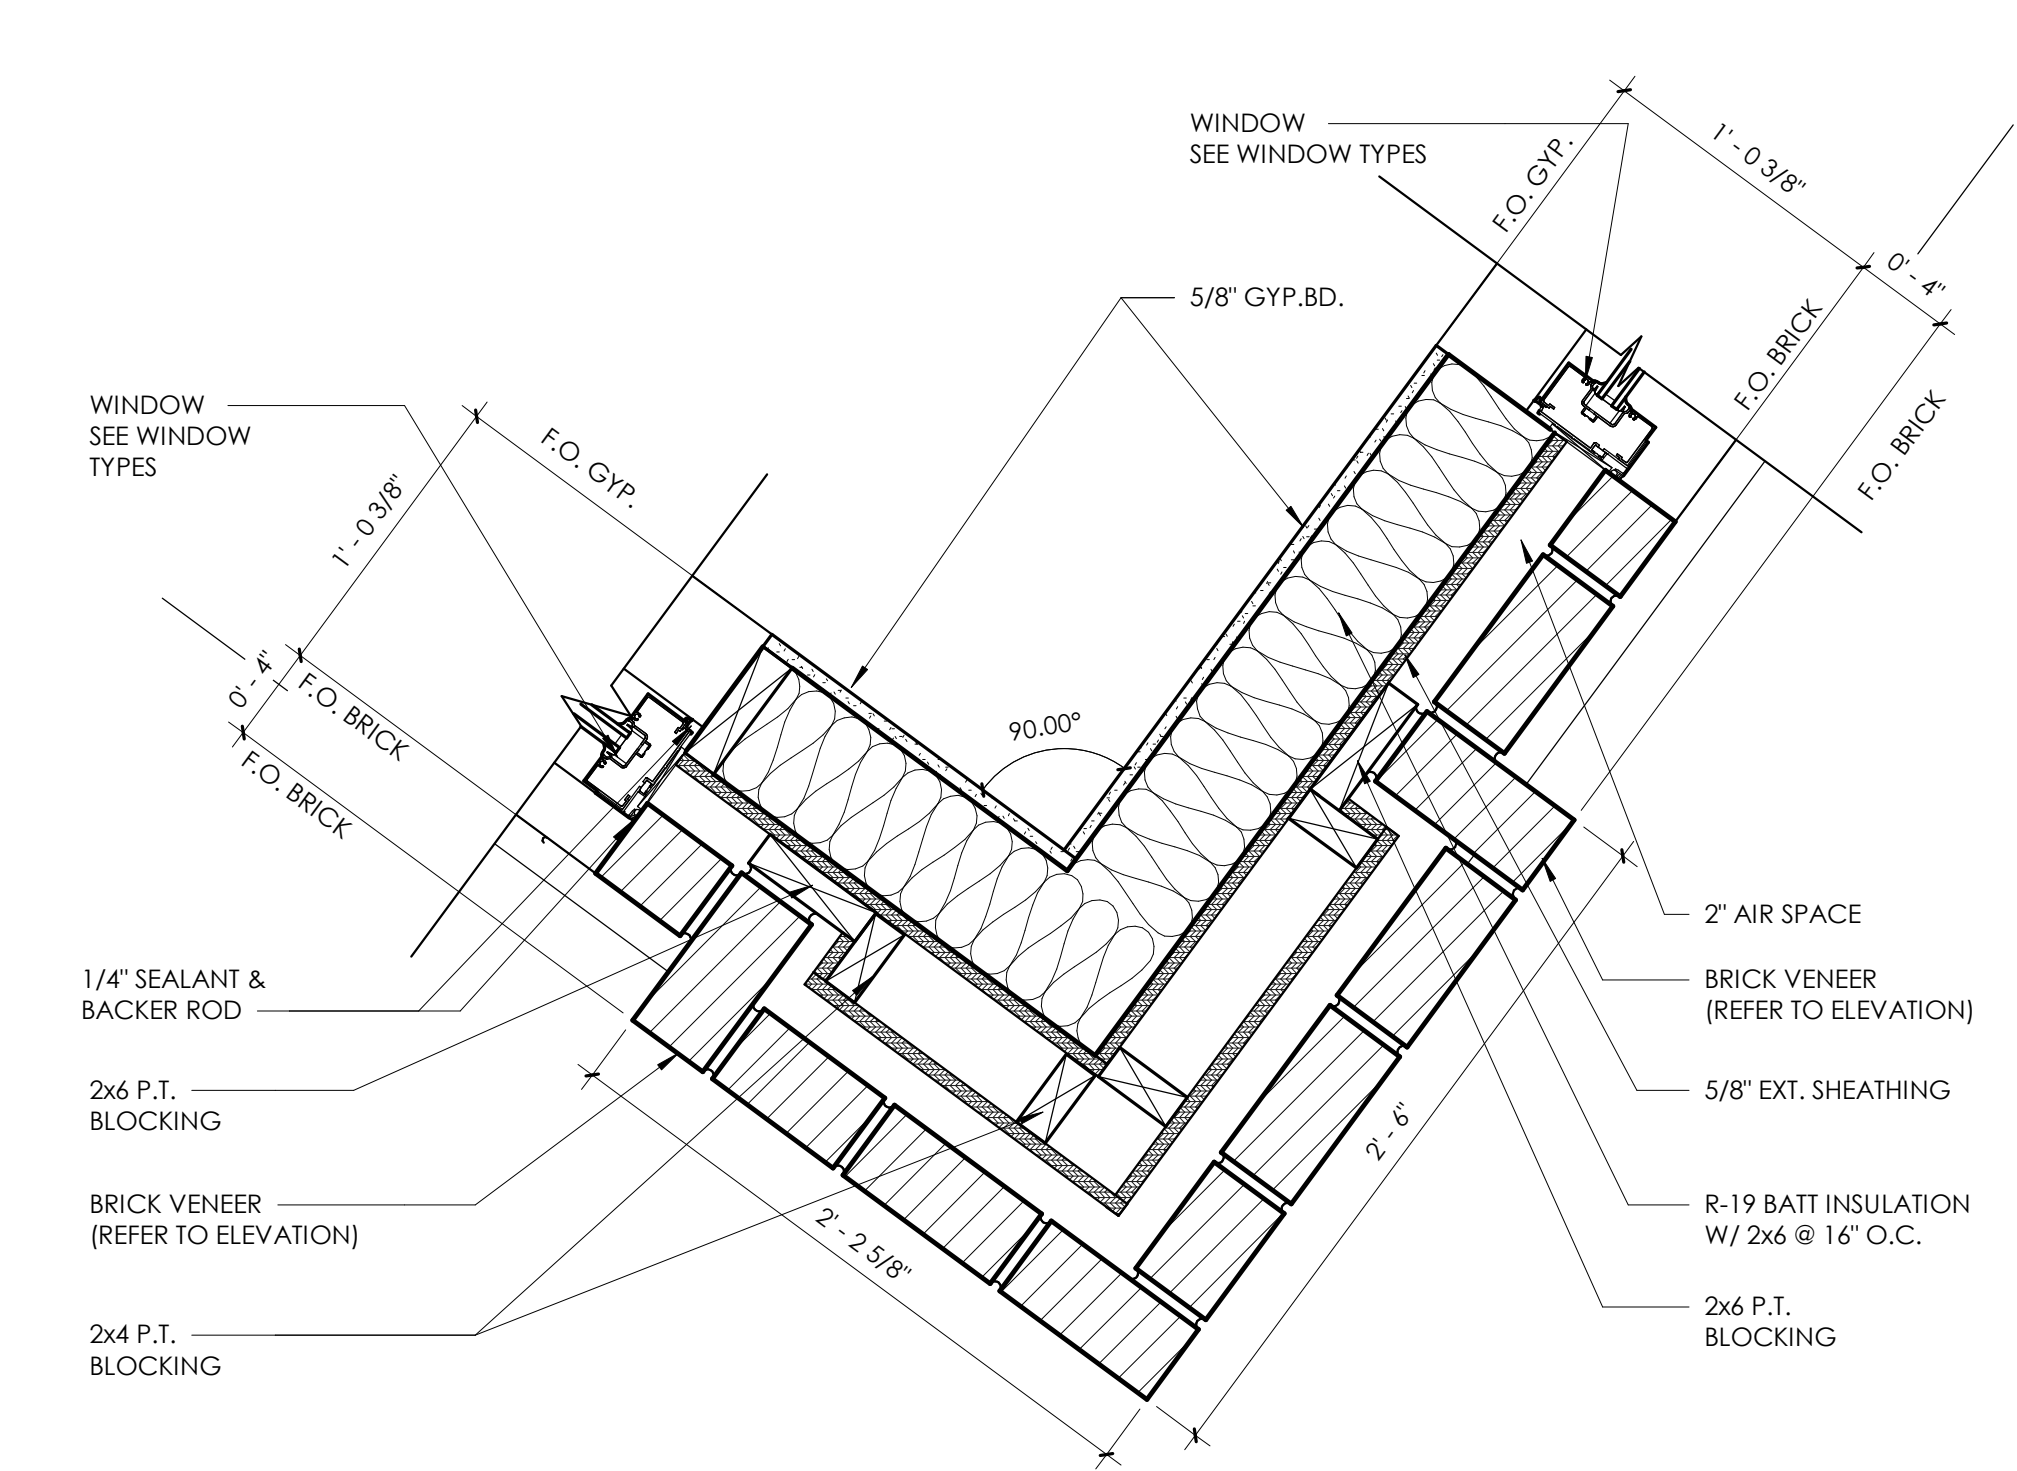 WINDOW
SEE WINDOW TYPES
F.O. GYP.
1' - 0 3/8"
0' - 4"
F.O. BRICK
F.O. BRICK
5/8" GYP.BD.
WINDOW
SEE WINDOW
TYPES
F.O. GYP.
1' - 0 3/8"
0' - 4"
F.O. BRICK
F.O. BRICK
90.00°
1/4" SEALANT &
BACKER ROD
2x6 P.T.
BLOCKING
BRICK VENEER
(REFER TO ELEVATION)
2x4 P.T.
BLOCKING
2' - 2 5/8"
2' - 6"
2" AIR SPACE
BRICK VENEER
(REFER TO ELEVATION)
5/8" EXT. SHEATHING
R-19 BATT INSULATION
W/ 2x6 @ 16" O.C.
2x6 P.T.
BLOCKING